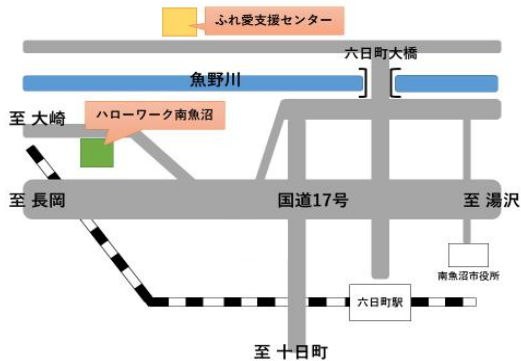 ふれ愛支援センター
六日町大橋
魚野川
至 大崎
ハローワーク南魚沼
至 長岡
国道17号
至 湯沢
南魚沼市役所
六日町駅
至 十日町